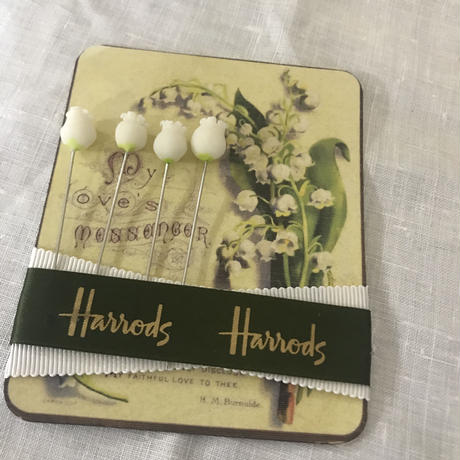 My
Love's
MESSENGER
Harrods Harrods
FAITHFUL LOVE TO THEE.
H. M. Burnside.